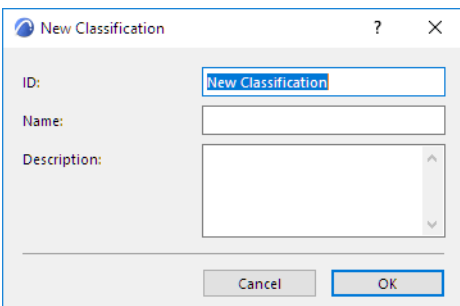 New Classification ?
ID: New Classification
Name:
Description:
Cancel OK